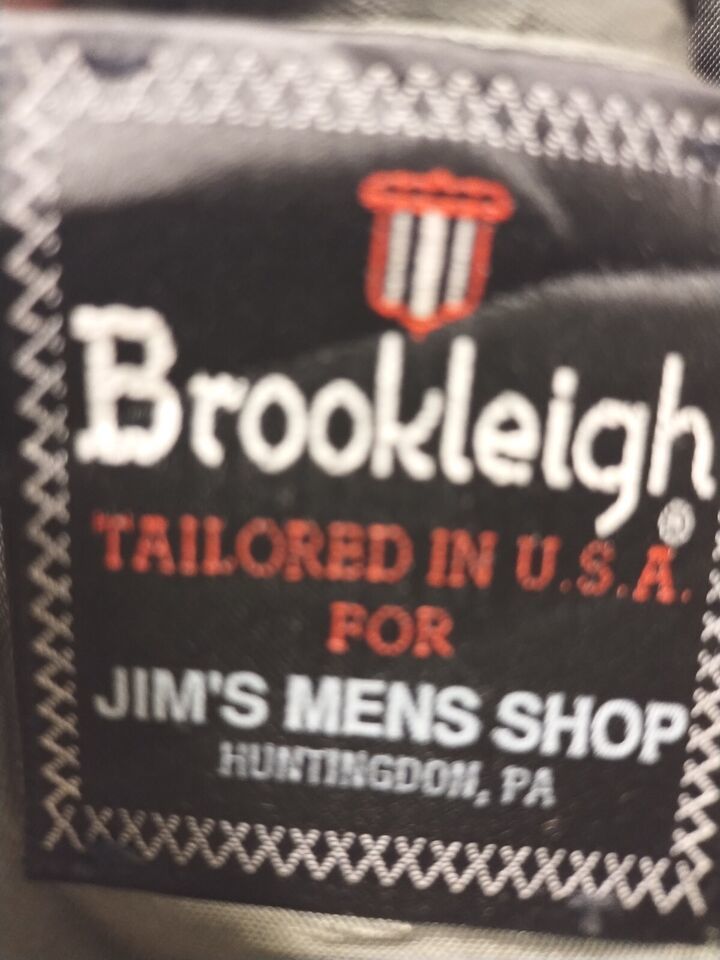 Brookleigh®
TAILORED IN U.S.A.
FOR
JIM'S MENS SHOP
HUNTINGDON, PA